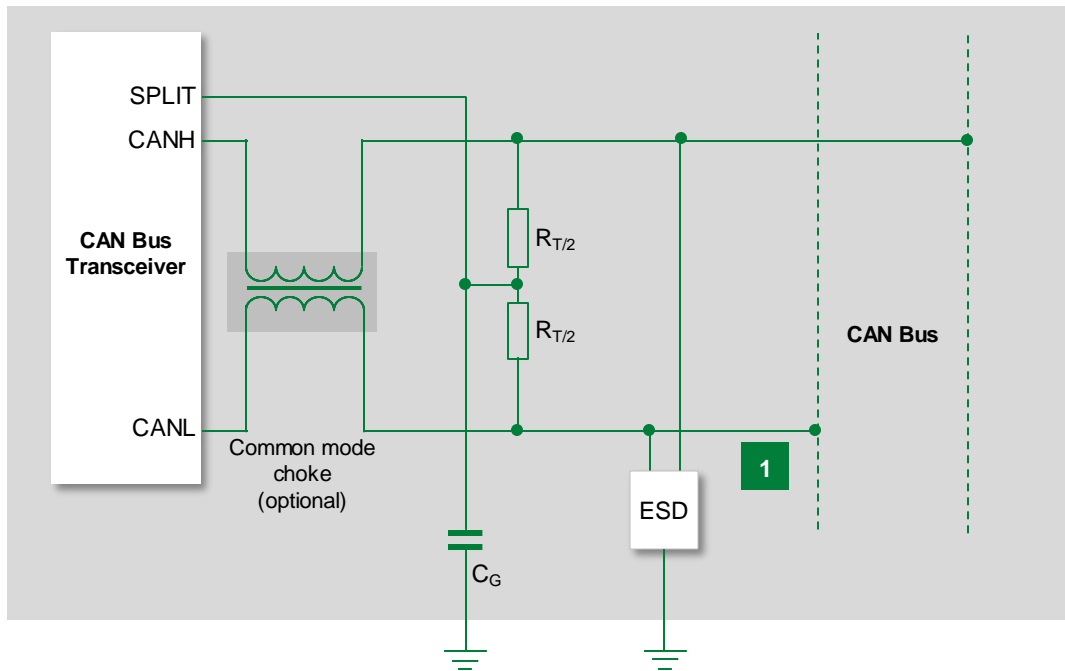 SPLIT
CANH
CAN Bus
Transceiver
CANL
Common mode
choke
(optional)
RT/2
RT/2
CG
ESD
1
CAN Bus